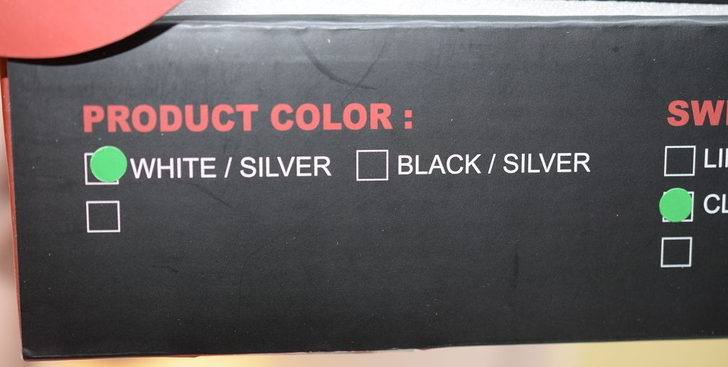 PRODUCT COLOR :
WHITE / SILVER
BLACK / SILVER